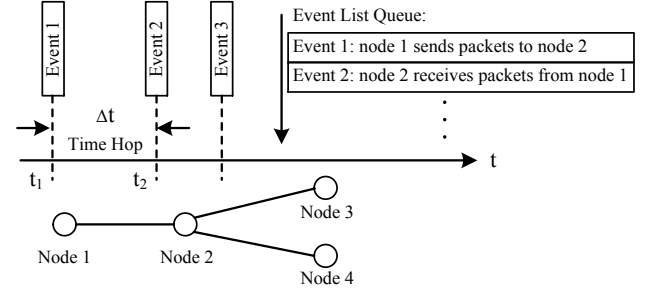 Event 1
Event 2
Event 3
Event List Queue:
Event 1: node 1 sends packets to node 2
Event 2: node 2 receives packets from node 1
Δt
Time Hop
t
t1
t2
Node 3
Node 1
Node 2
Node 4